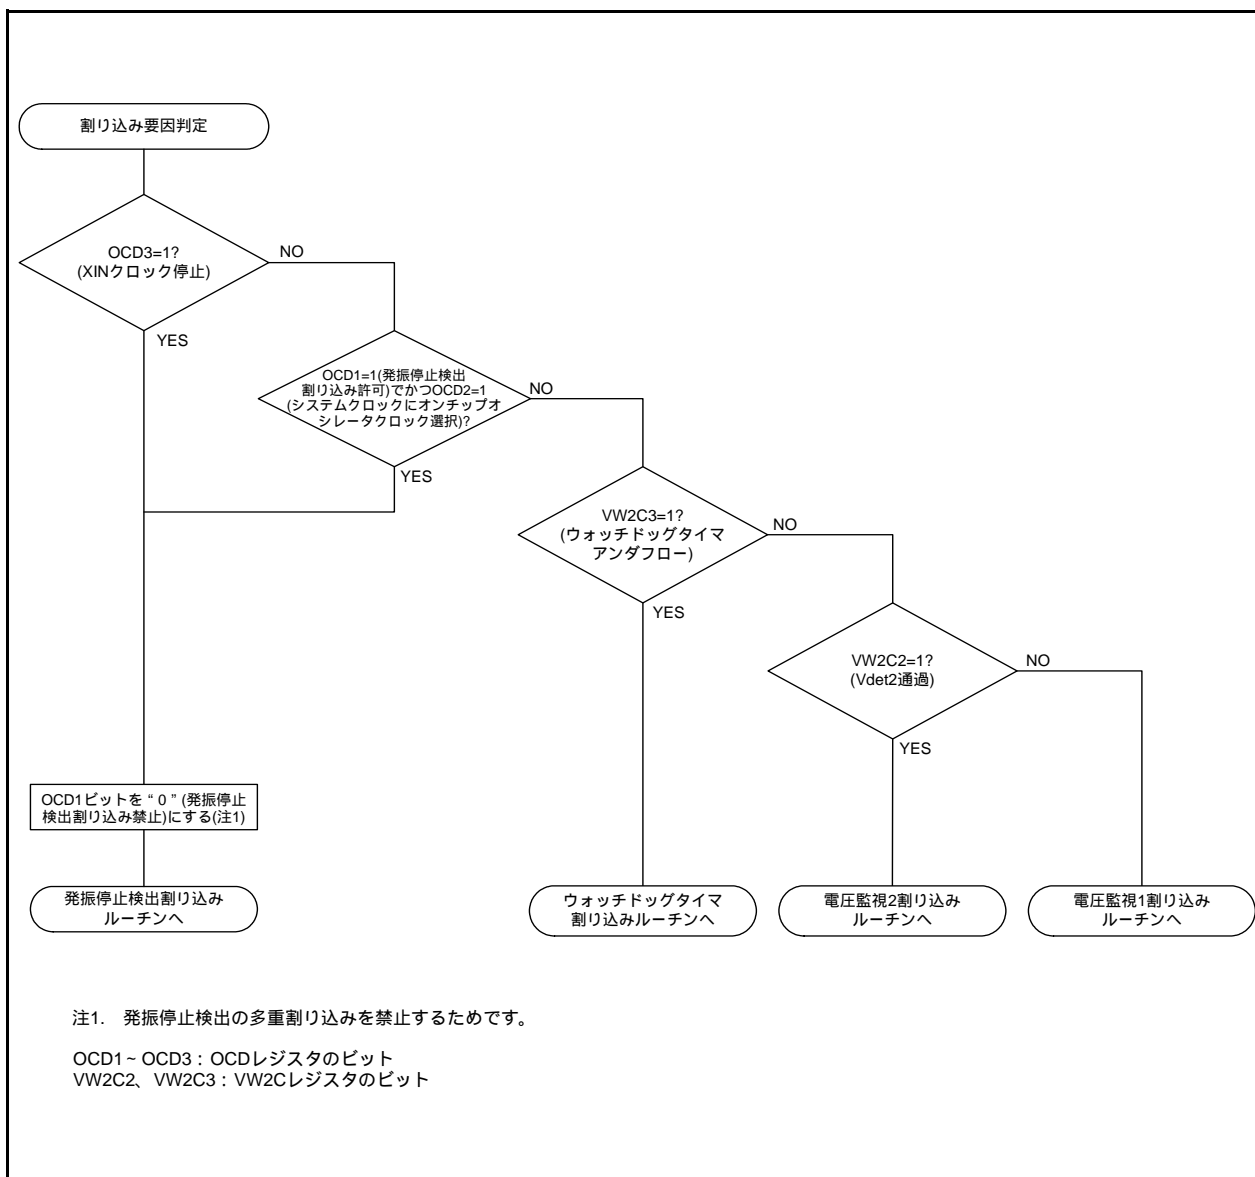 割り込み要因判定
OCD3=1?
(XINクロック停止)
NO
YES
OCD1=1(発振停止検出
割り込み許可)でかつOCD2=1
(システムクロックにオンチップオ
シレータクロック選択)?
NO
YES
VW2C3=1?
(ウォッチドッグタイマ
アンダフロー)
NO
YES
VW2C2=1?
(Vdet2通過)
NO
YES
OCD1ビットを“0”(発振停止
検出割り込み禁止)にする(注1)
発振停止検出割り込み
ルーチンへ
ウォッチドッグタイマ
割り込みルーチンへ
電圧監視2割り込み
ルーチンへ
電圧監視1割り込み
ルーチンへ
注1. 発振停止検出の多重割り込みを禁止するためです。
OCD1~OCD3:OCDレジスタのビット
VW2C2、VW2C3:VW2Cレジスタのビット